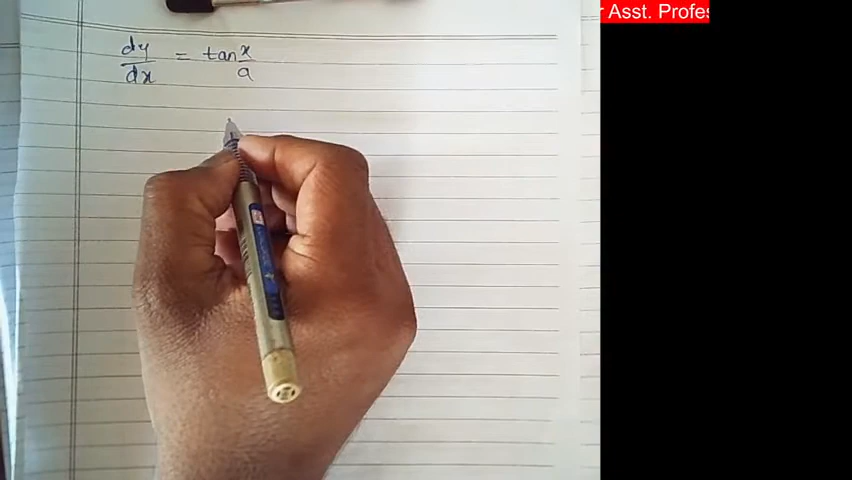 r Asst. Profes
dy/dx = tan x/a